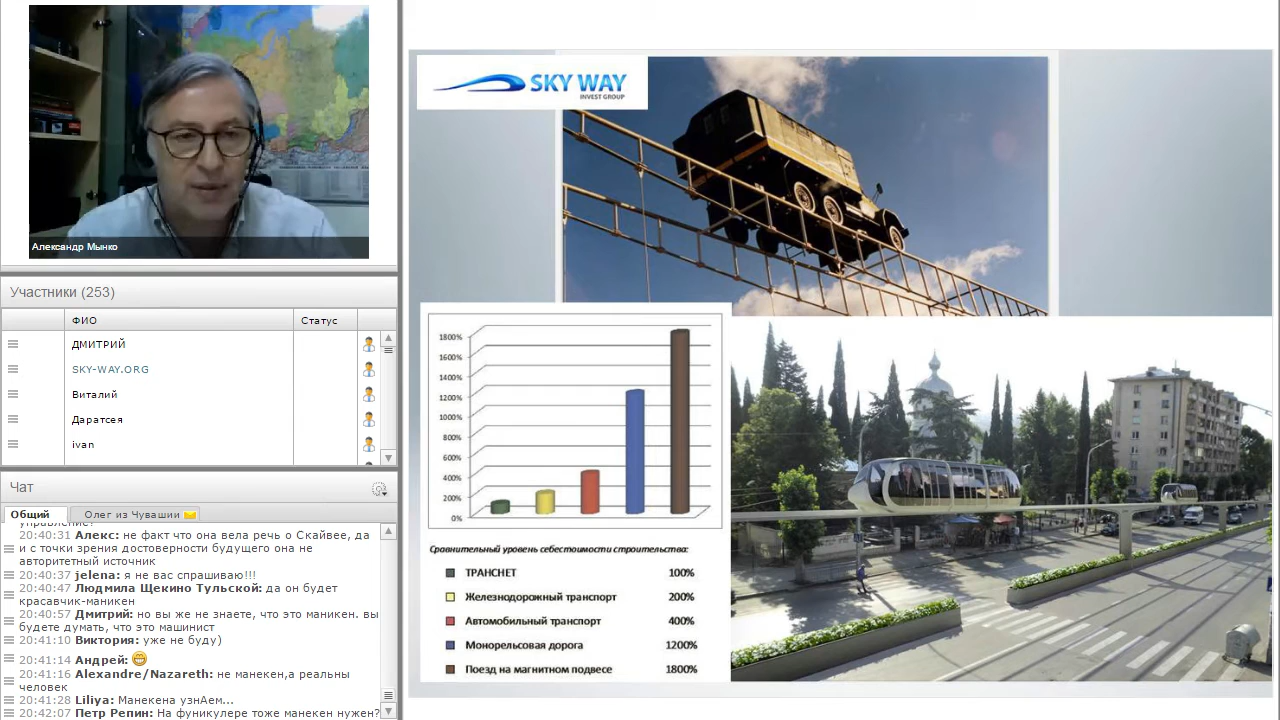 Александр Мынко
Участники (253)
ФИО
Статус
ДМИТРИЙ
SKY-WAY.ORG
Виталий
Даратсея
ivan
Чат
Общий
Олег из Чувашии
управление?
20:40:31 Алекс: не факт что она вела речь о Скайвее, да
и с точки зрения достоверности будущего она не
авторитетный источник
20:40:37 jelena: я не вас спрашиваю!!!
20:40:47 Людмила Щекино Тульской: да он будет
красавчик-маникен
20:40:57 Дмитрий: но вы же не знаете, что это маникен. вы
будете думать, что это машинист
20:41:10 Виктория: уже не буду)
20:41:14 Андрей:
20:41:16 Alexandre/Nazareth: не манекен,а реальны
человек
20:41:28 Liliya: Манекена узнАем...
20:42:07 Петр Репин: На фуникулере тоже манекен нужен?
SKY WAY
INVEST GROUP
1800%
1600%
1400%
1200%
1000%
800%
600%
400%
200%
0%
Сравнительный уровень себестоимости строительства:
ТРАНСНЕТ 100%
Железнодорожный транспорт 200%
Автомобильный транспорт 400%
Монорельсовая дорога 1200%
Поезд на магнитном подвесе 1800%